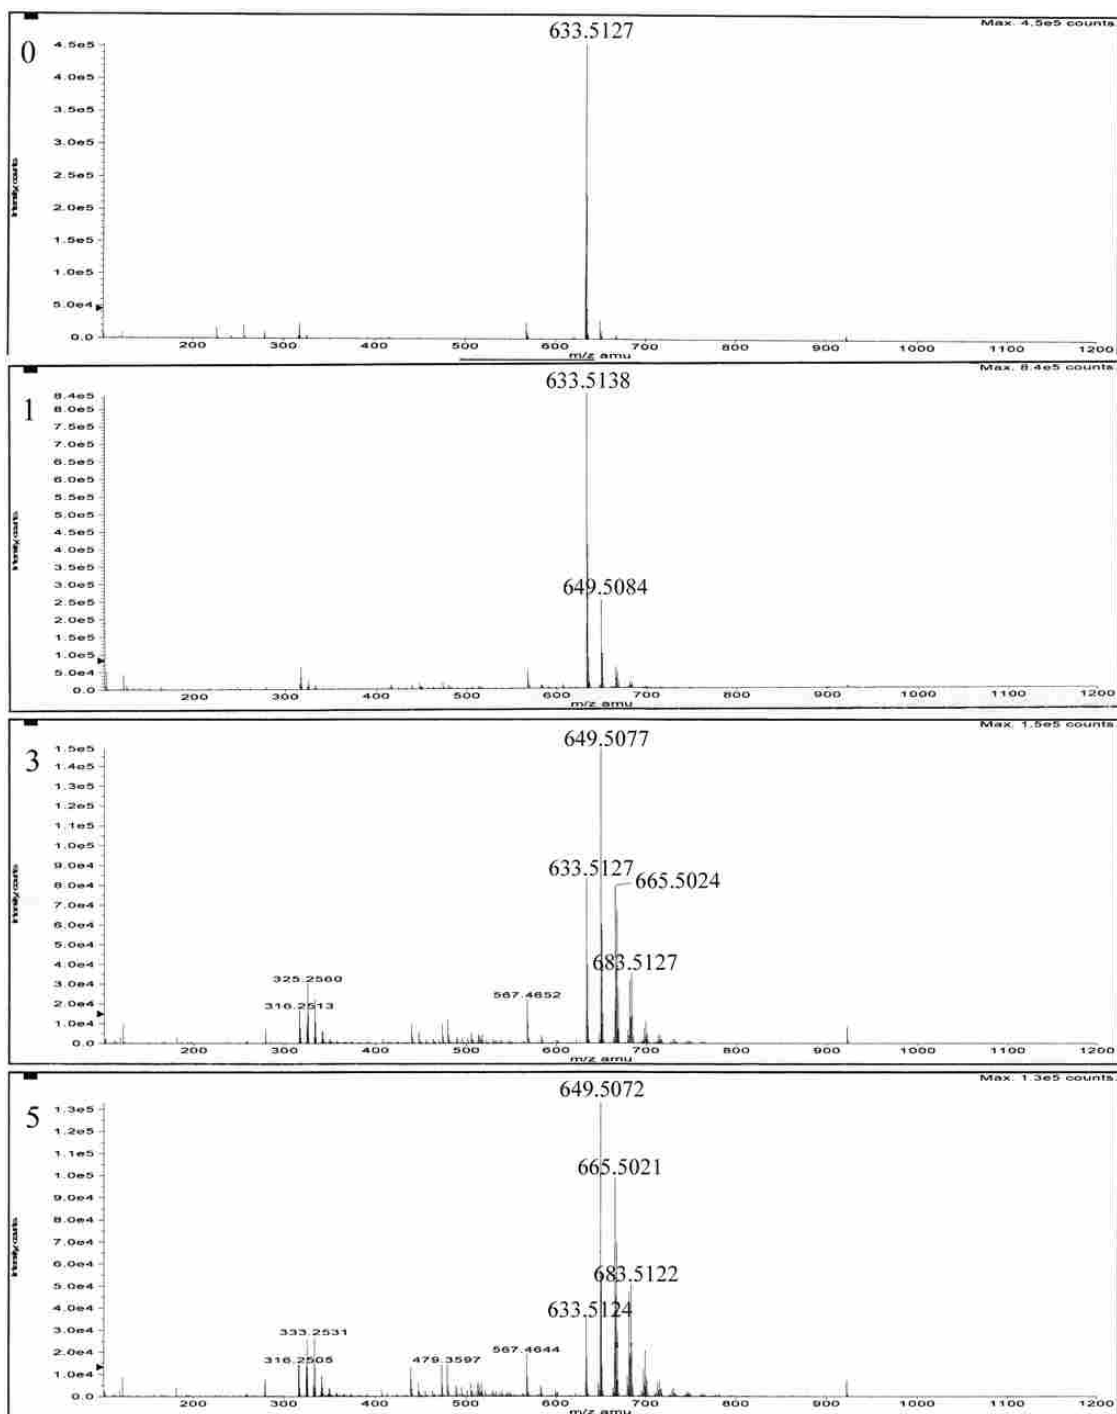 Max. 4.5e5 counts.
0
633.5127
4.5e5
4.0e5
3.5e5
3.0e5
2.5e5
2.0e5
1.5e5
1.0e5
5.0e4
0.0
Intensity, counts
200 300 400 500 600 700 800 900 1000 1100 1200
m/z amu
Max. 8.4e5 counts.
1
633.5138
649.5084
8.4e5
8.0e5
7.5e5
7.0e5
6.5e5
6.0e5
5.5e5
5.0e5
4.5e5
4.0e5
3.5e5
3.0e5
2.5e5
2.0e5
1.5e5
1.0e5
5.0e4
0.0
Intensity, counts
200 300 400 500 600 700 800 900 1000 1100 1200
m/z amu
Max. 1.5e5 counts.
3
649.5077
633.5127
665.5024
683.5127
325.2560
316.2513
567.4652
1.5e5
1.4e5
1.3e5
1.2e5
1.1e5
1.0e5
9.0e4
8.0e4
7.0e4
6.0e4
5.0e4
4.0e4
3.0e4
2.0e4
1.0e4
0.0
Intensity, counts
200 300 400 500 600 700 800 900 1000 1100 1200
m/z amu
Max. 1.3e5 counts.
5
649.5072
665.5021
683.5122
633.5124
333.2531
316.2505
479.3597
567.4644
1.3e5
1.2e5
1.1e5
1.0e5
9.0e4
8.0e4
7.0e4
6.0e4
5.0e4
4.0e4
3.0e4
2.0e4
1.0e4
0.0
Intensity, counts
200 300 400 500 600 700 800 900 1000 1100 1200
m/z amu